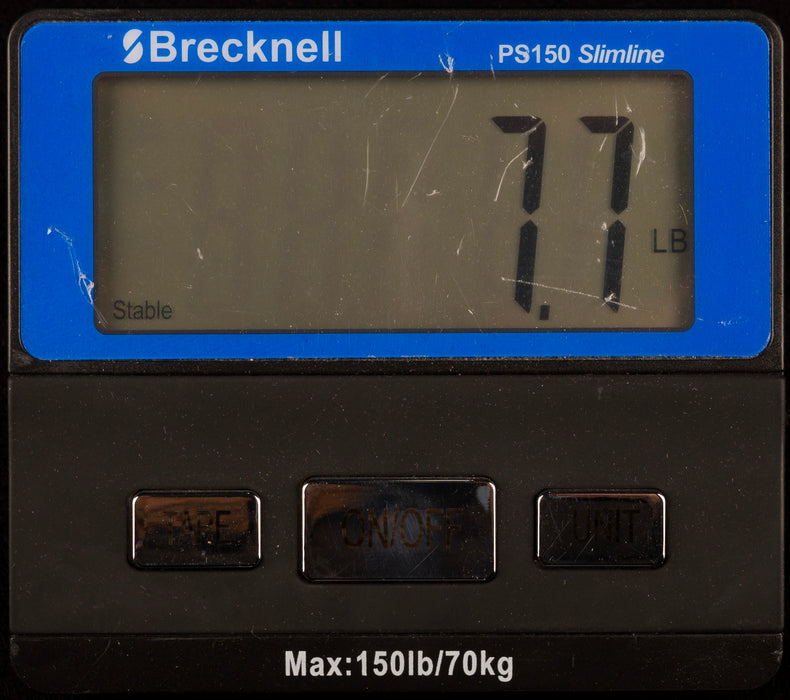 Brecknell PS150 Slimline
7.7 LB
Stable
TARE ON/OFF UNIT
Max:150lb/70kg